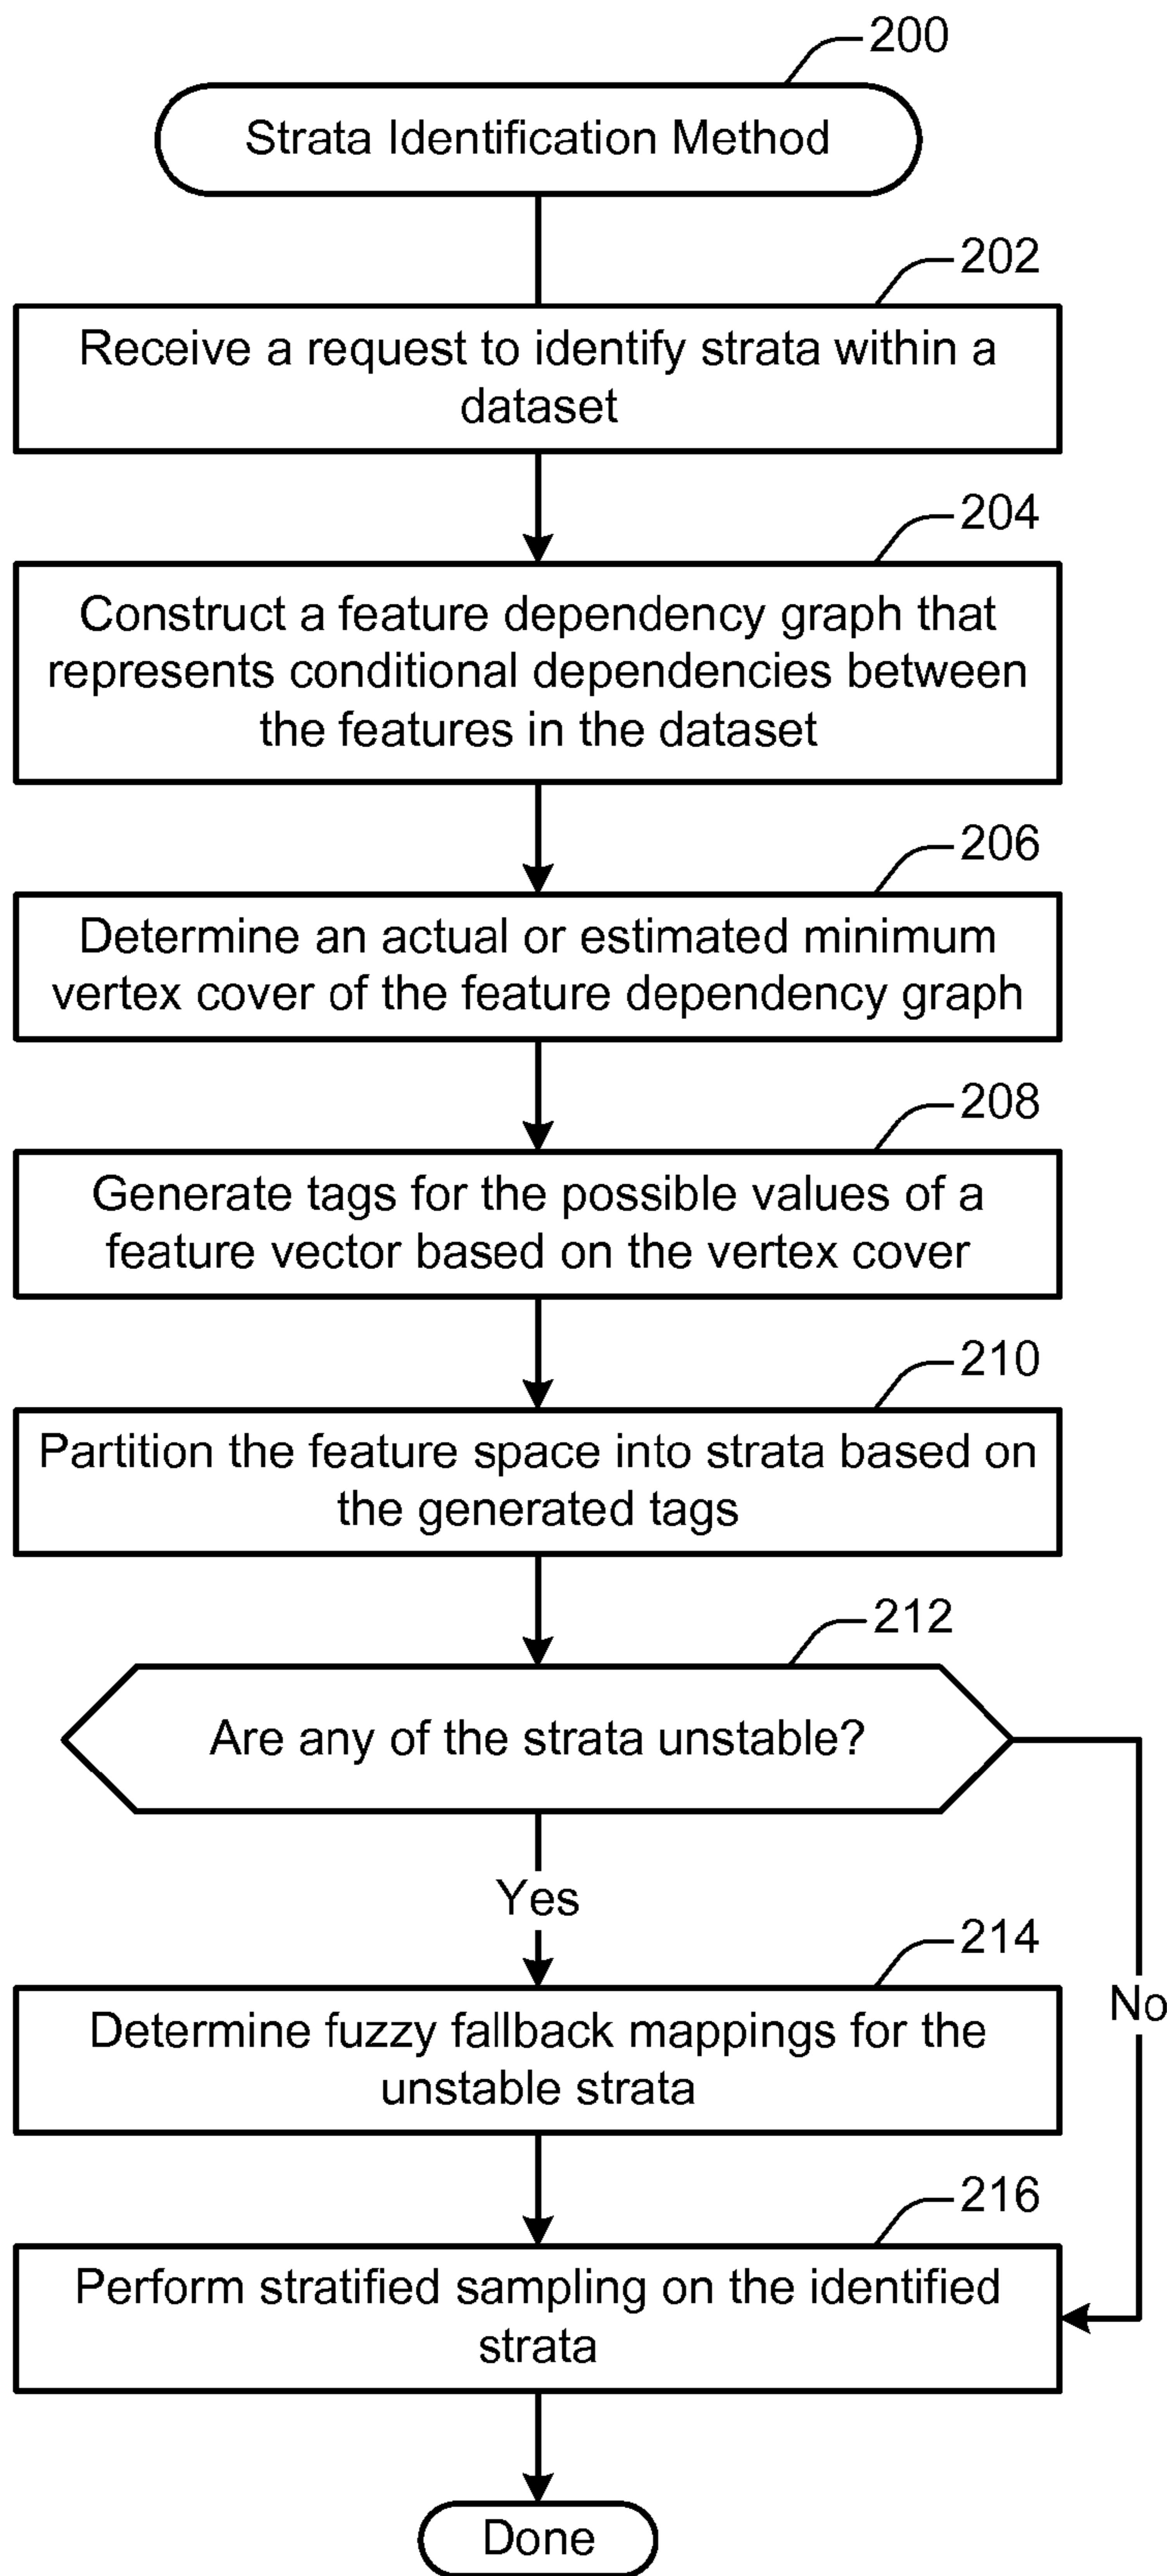 200
Strata Identification Method
202
Receive a request to identify strata within a
dataset
204
Construct a feature dependency graph that
represents conditional dependencies between
the features in the dataset
206
Determine an actual or estimated minimum
vertex cover of the feature dependency graph
208
Generate tags for the possible values of a
feature vector based on the vertex cover
210
Partition the feature space into strata based on
the generated tags
212
Are any of the strata unstable?
Yes
No
214
Determine fuzzy fallback mappings for the
unstable strata
216
Perform stratified sampling on the identified
strata
Done